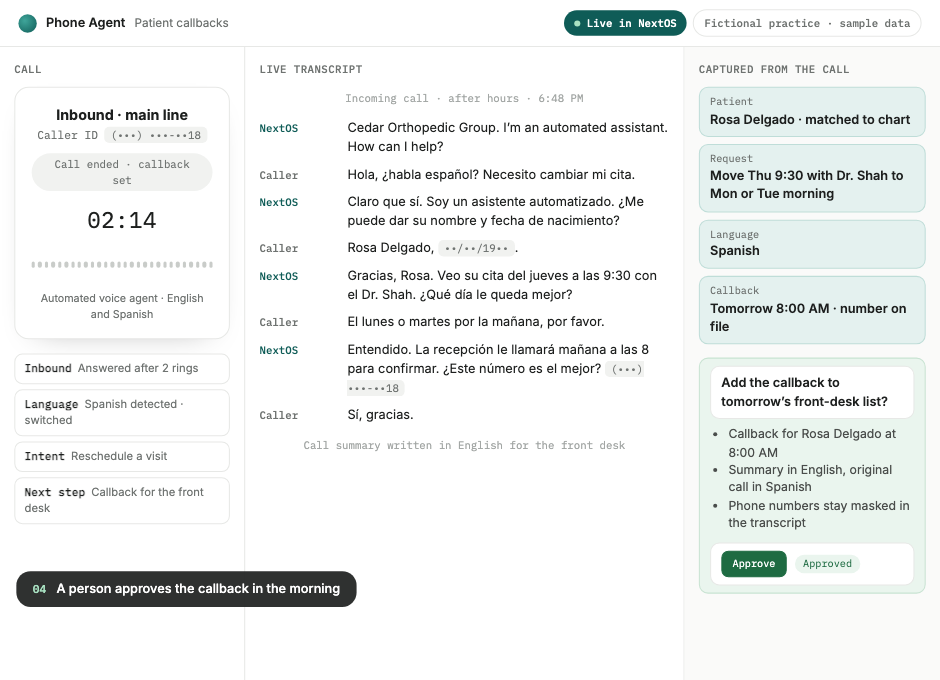 Phone Agent Patient callbacks
Live in NextOS
Fictional practice · sample data
CALL
Inbound · main line
Caller ID (•••) •••-••18
Call ended · callback
set
02:14
Automated voice agent · English
and Spanish
Inbound Answered after 2 rings
Language Spanish detected ·
switched
Intent Reschedule a visit
Next step Callback for the front
desk
LIVE TRANSCRIPT
Incoming call · after hours · 6:48 PM
NextOS Cedar Orthopedic Group. I’m an automated assistant.
How can I help?
Caller Hola, ¿habla español? Necesito cambiar mi cita.
NextOS Claro que sí. Soy un asistente automatizado. ¿Me
puede dar su nombre y fecha de nacimiento?
Caller Rosa Delgado, ••/••/19••.
NextOS Gracias, Rosa. Veo su cita del jueves a las 9:30 con
el Dr. Shah. ¿Qué día le queda mejor?
Caller El lunes o martes por la mañana, por favor.
NextOS Entendido. La recepción le llamará mañana a las 8
para confirmar. ¿Este número es el mejor? (•••)
•••-••18
Caller Sí, gracias.
Call summary written in English for the front desk
CAPTURED FROM THE CALL
Patient
Rosa Delgado · matched to chart
Request
Move Thu 9:30 with Dr. Shah to
Mon or Tue morning
Language
Spanish
Callback
Tomorrow 8:00 AM · number on
file
Add the callback to
tomorrow’s front-desk list?
• Callback for Rosa Delgado at
8:00 AM
• Summary in English, original
call in Spanish
• Phone numbers stay masked in
the transcript
Approve Approved
04 A person approves the callback in the morning